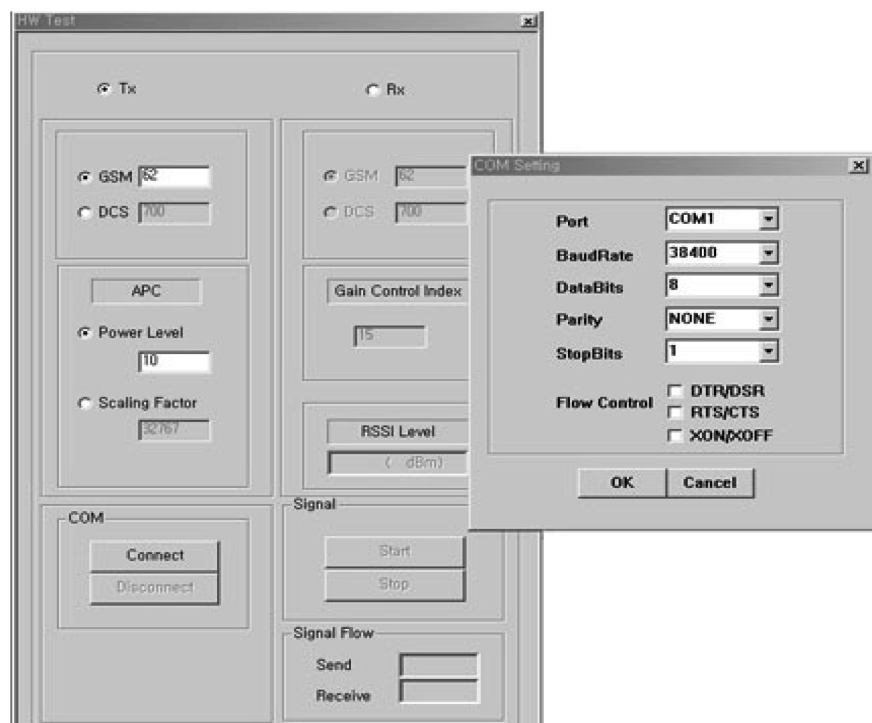 HW Test
Tx
Rx
GSM 62
DCS 700
GSM 62
DCS 700
APC
Power Level
10
Scaling Factor
32767
Gain Control Index
15
RSSI Level
( dBm)
COM
Connect
Disconnect
Signal
Start
Stop
Signal Flow
Send
Receive
COM Setting
Port COM1
BaudRate 38400
DataBits 8
Parity NONE
StopBits 1
Flow Control
DTR/DSR
RTS/CTS
XON/XOFF
OK Cancel